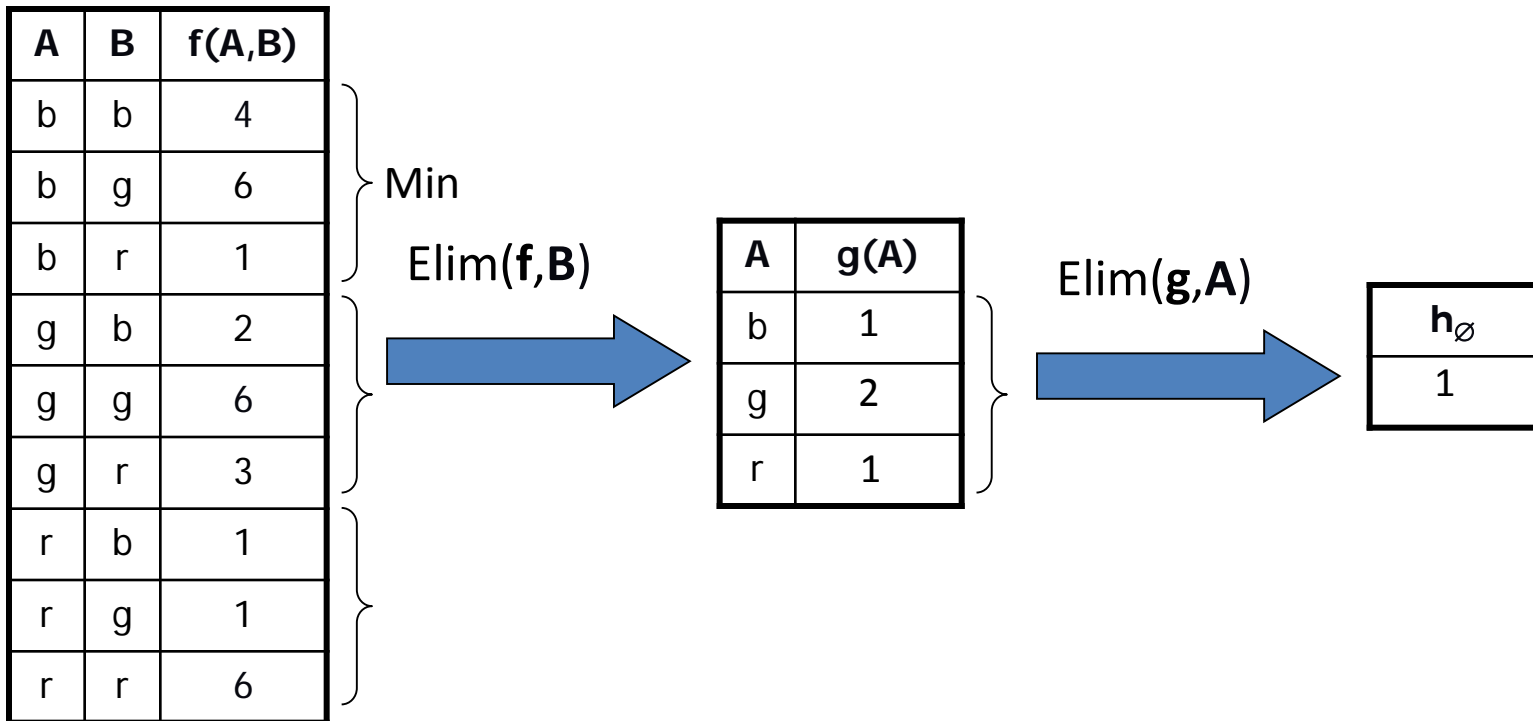 A B f(A,B)
b b 4
b g 6
b r 1
g b 2
g g 6
g r 3
r b 1
r g 1
r r 6
Min
Elim(f,B)
A g(A)
b 1
g 2
r 1
Elim(g,A)
h∅
1